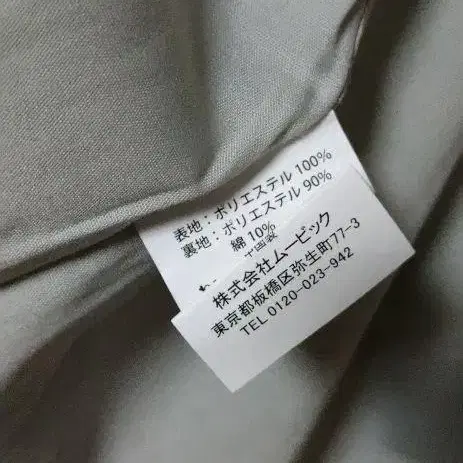 表地：ポリエステル 100%
裏地：ポリエステル 90%
綿 10%
中国製
株式会社ムービック
東京都板橋区弥生町77-3
TEL 0120-023-942